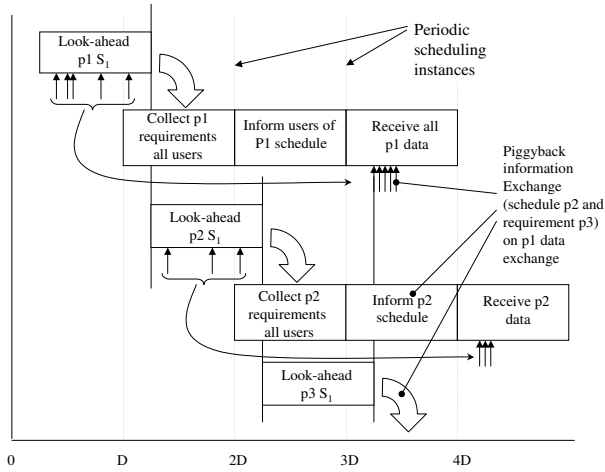 Look-ahead
p1 S1
Periodic
scheduling
instances
Collect p1
requirements
all users
Inform users of
P1 schedule
Receive all
p1 data
Piggyback
information
Exchange
(schedule p2 and
requirement p3)
on p1 data
exchange
Look-ahead
p2 S1
Collect p2
requirements
all users
Inform p2
schedule
Receive p2
data
Look-ahead
p3 S1
0 D 2D 3D 4D